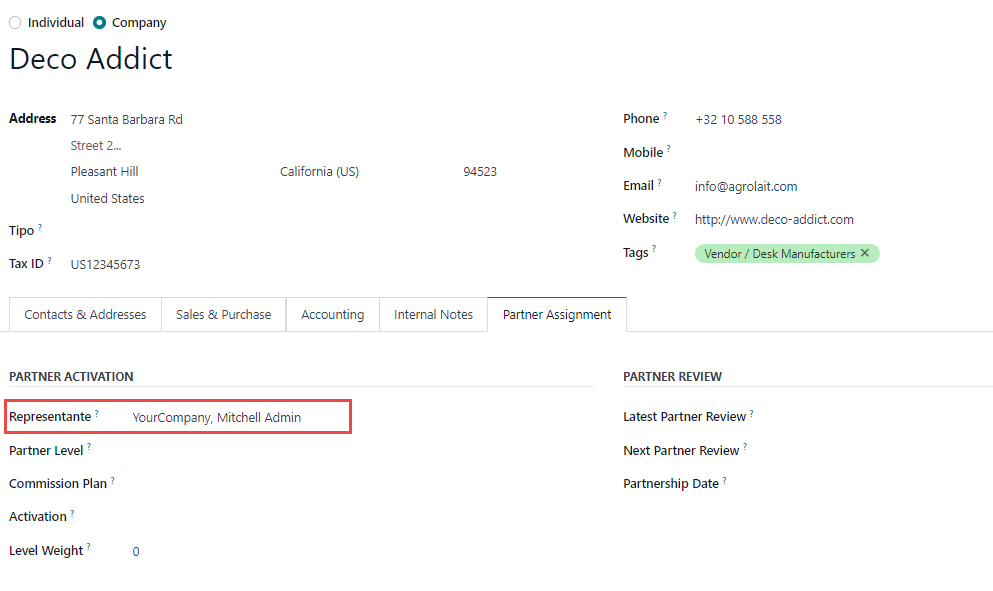 Individual Company
Deco Addict
Address 77 Santa Barbara Rd
Street 2...
Pleasant Hill California (US) 94523
United States
Tipo ?
Tax ID ? US12345673
Phone ? +32 10 588 558
Mobile ?
Email ? info@agrolait.com
Website ? http://www.deco-addict.com
Tags ? Vendor / Desk Manufacturers ✕
Contacts & Addresses Sales & Purchase Accounting Internal Notes Partner Assignment
PARTNER ACTIVATION
Representante ? YourCompany, Mitchell Admin
Partner Level ?
Commission Plan ?
Activation ?
Level Weight ? 0
PARTNER REVIEW
Latest Partner Review ?
Next Partner Review ?
Partnership Date ?